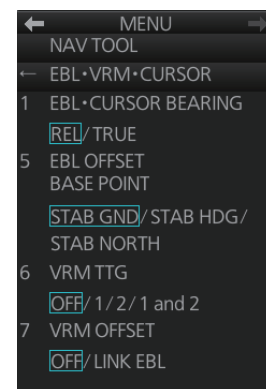 ← MENU →
NAV TOOL
← EBL•VRM•CURSOR
1 EBL•CURSOR BEARING
REL/TRUE
5 EBL OFFSET
BASE POINT
STAB GND/STAB HDG/
STAB NORTH
6 VRM TTG
OFF/1/2/1 and 2
7 VRM OFFSET
OFF/LINK EBL